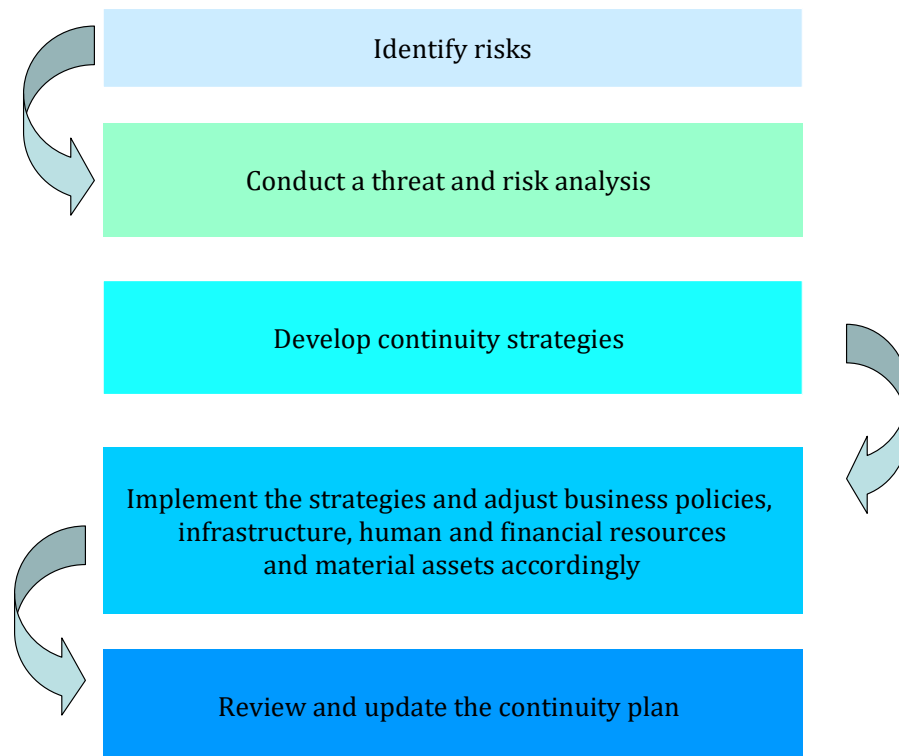 Identify risks
Conduct a threat and risk analysis
Develop continuity strategies
Implement the strategies and adjust business policies,
infrastructure, human and financial resources
and material assets accordingly
Review and update the continuity plan